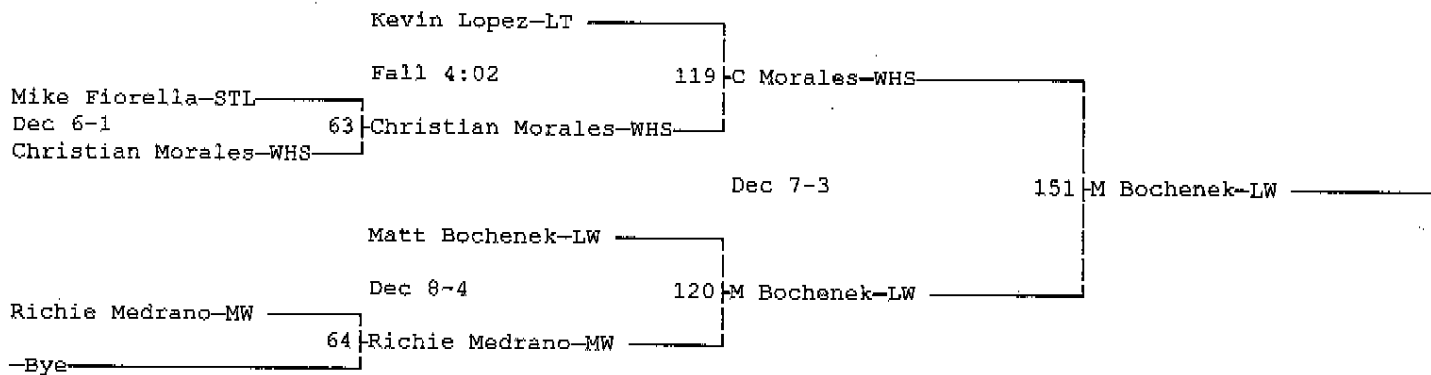 Kevin Lopez—LT
Fall 4:02
119 C Morales—WHS
Mike Fiorella—STL
Dec 6-1
63 Christian Morales—WHS
Christian Morales—WHS
Dec 7-3
151 M Bochenek-LW
Matt Bochenek—LW
Dec 8-4
120 M Bochenek—LW
Richie Medrano—MW
64 Richie Medrano—MW
—Bye